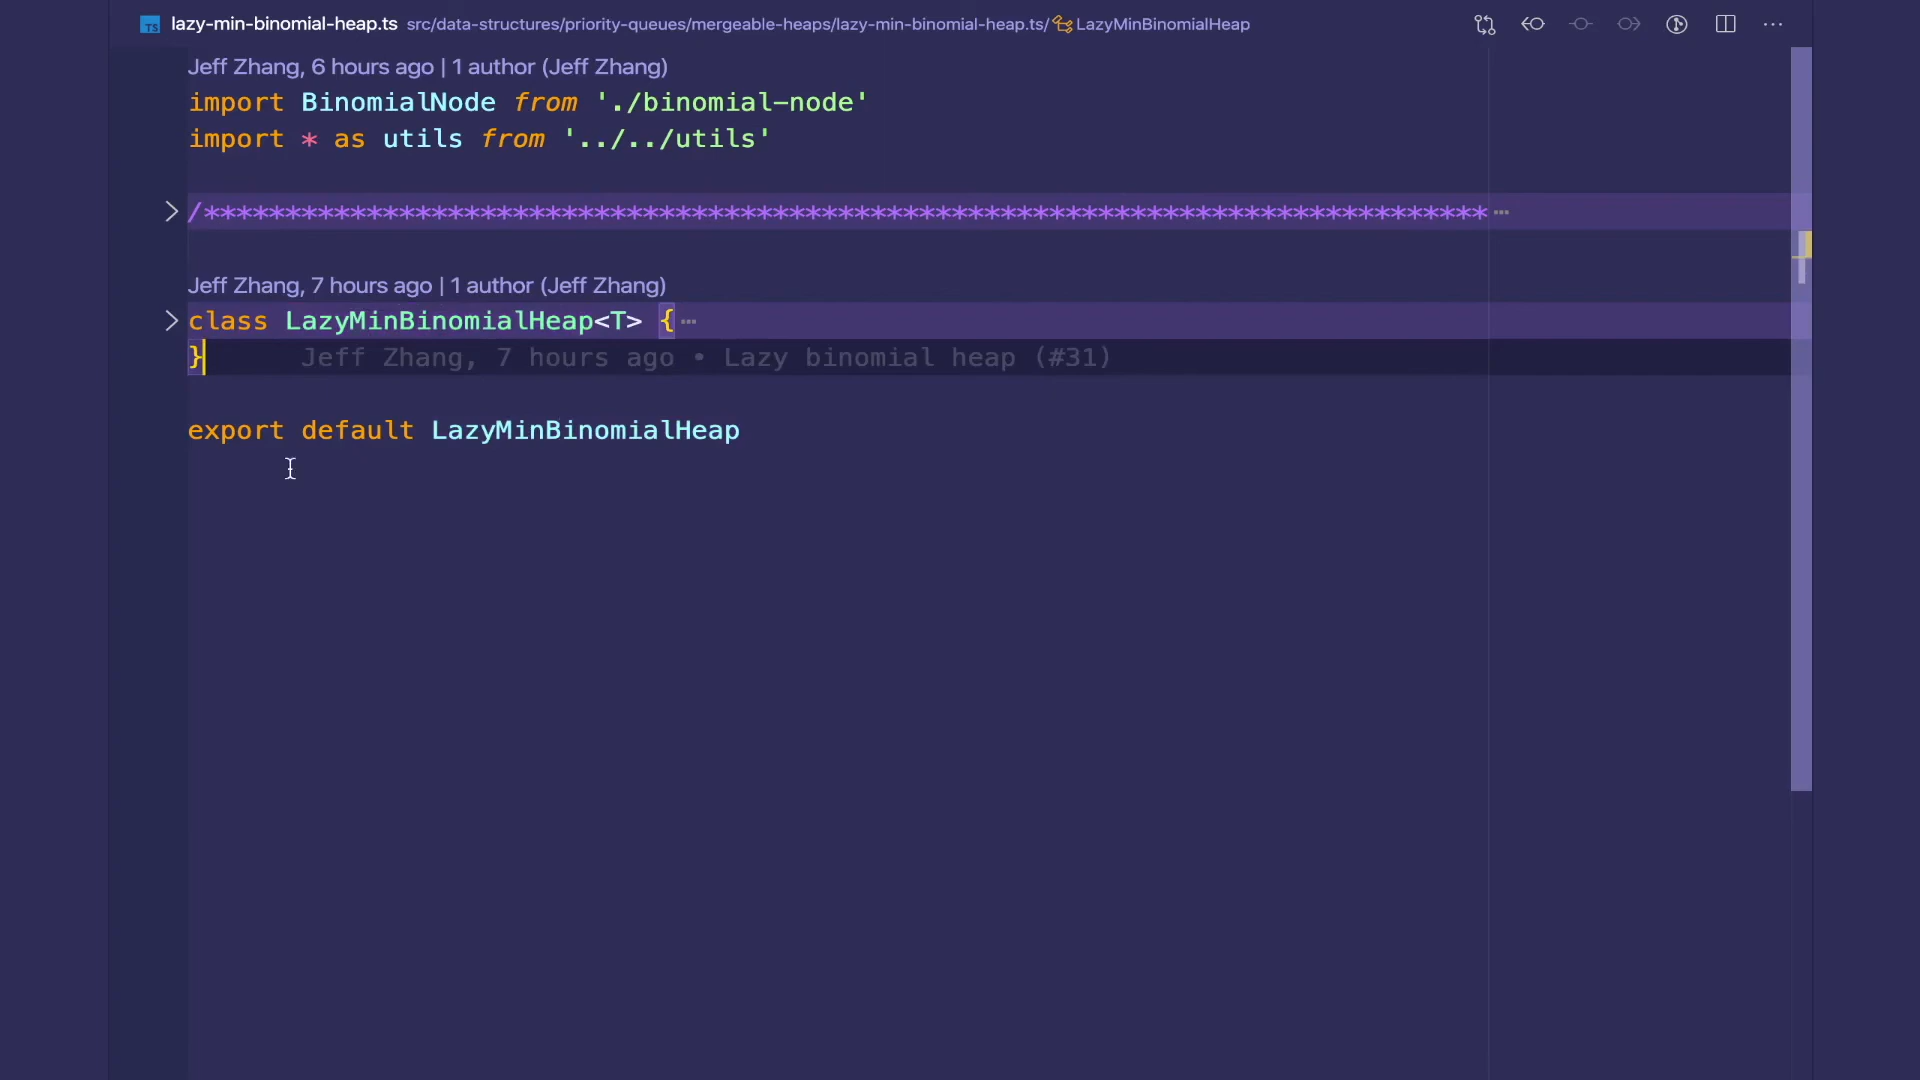 TS lazy-min-binomial-heap.ts src/data-structures/priority-queues/mergeable-heaps/lazy-min-binomial-heap.ts/ LazyMinBinomialHeap
Jeff Zhang, 6 hours ago | 1 author (Jeff Zhang)
import BinomialNode from './binomial-node'
import * as utils from '../../utils'
/******************************************************************************* ···
Jeff Zhang, 7 hours ago | 1 author (Jeff Zhang)
class LazyMinBinomialHeap<T> { ···
} Jeff Zhang, 7 hours ago • Lazy binomial heap (#31)
export default LazyMinBinomialHeap